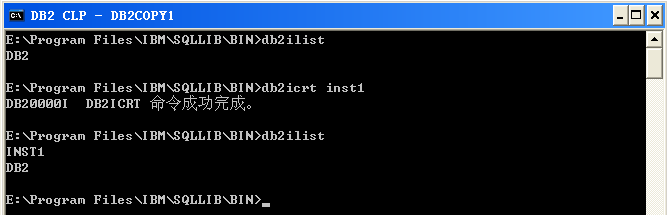 DB2 CLP - DB2COPY1
E:\Program Files\IBM\SQLLIB\BIN>db2ilist
DB2
E:\Program Files\IBM\SQLLIB\BIN>db2icrt inst1
DB20000I  DB2ICRT 命令成功完成。
E:\Program Files\IBM\SQLLIB\BIN>db2ilist
INST1
DB2
E:\Program Files\IBM\SQLLIB\BIN>_